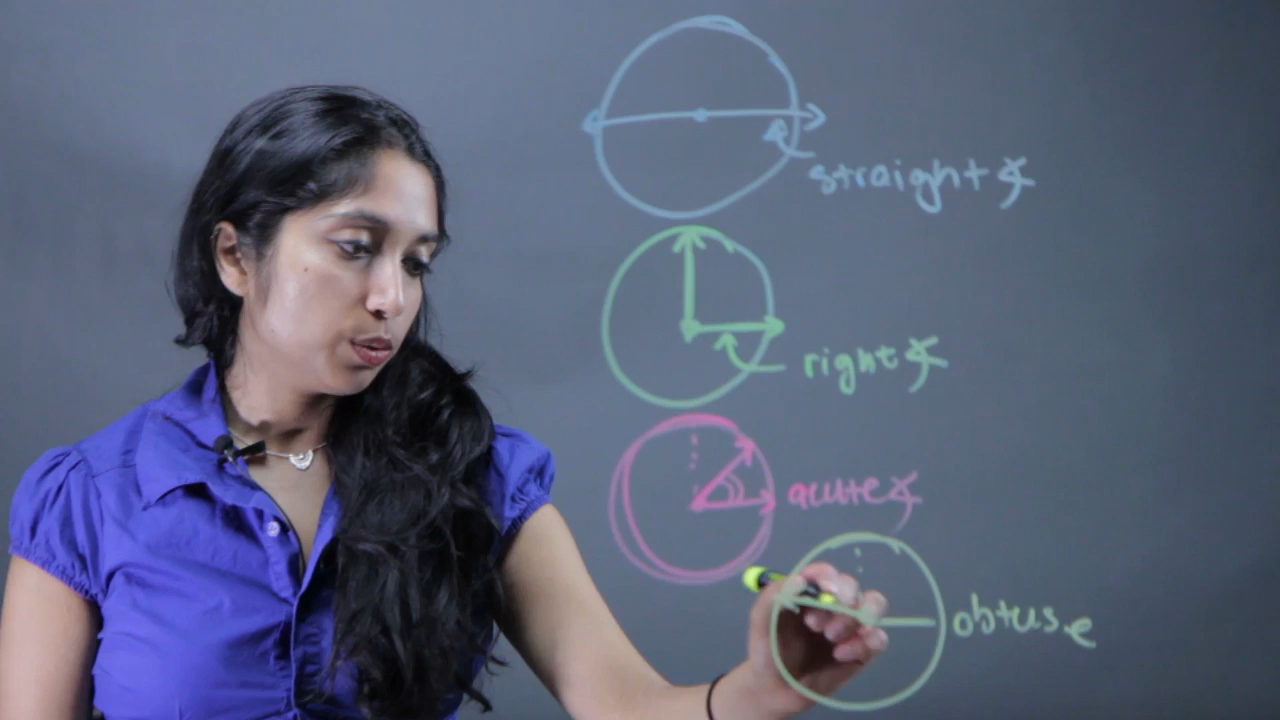 straight ∡
right ∡
acute ∡
obtuse